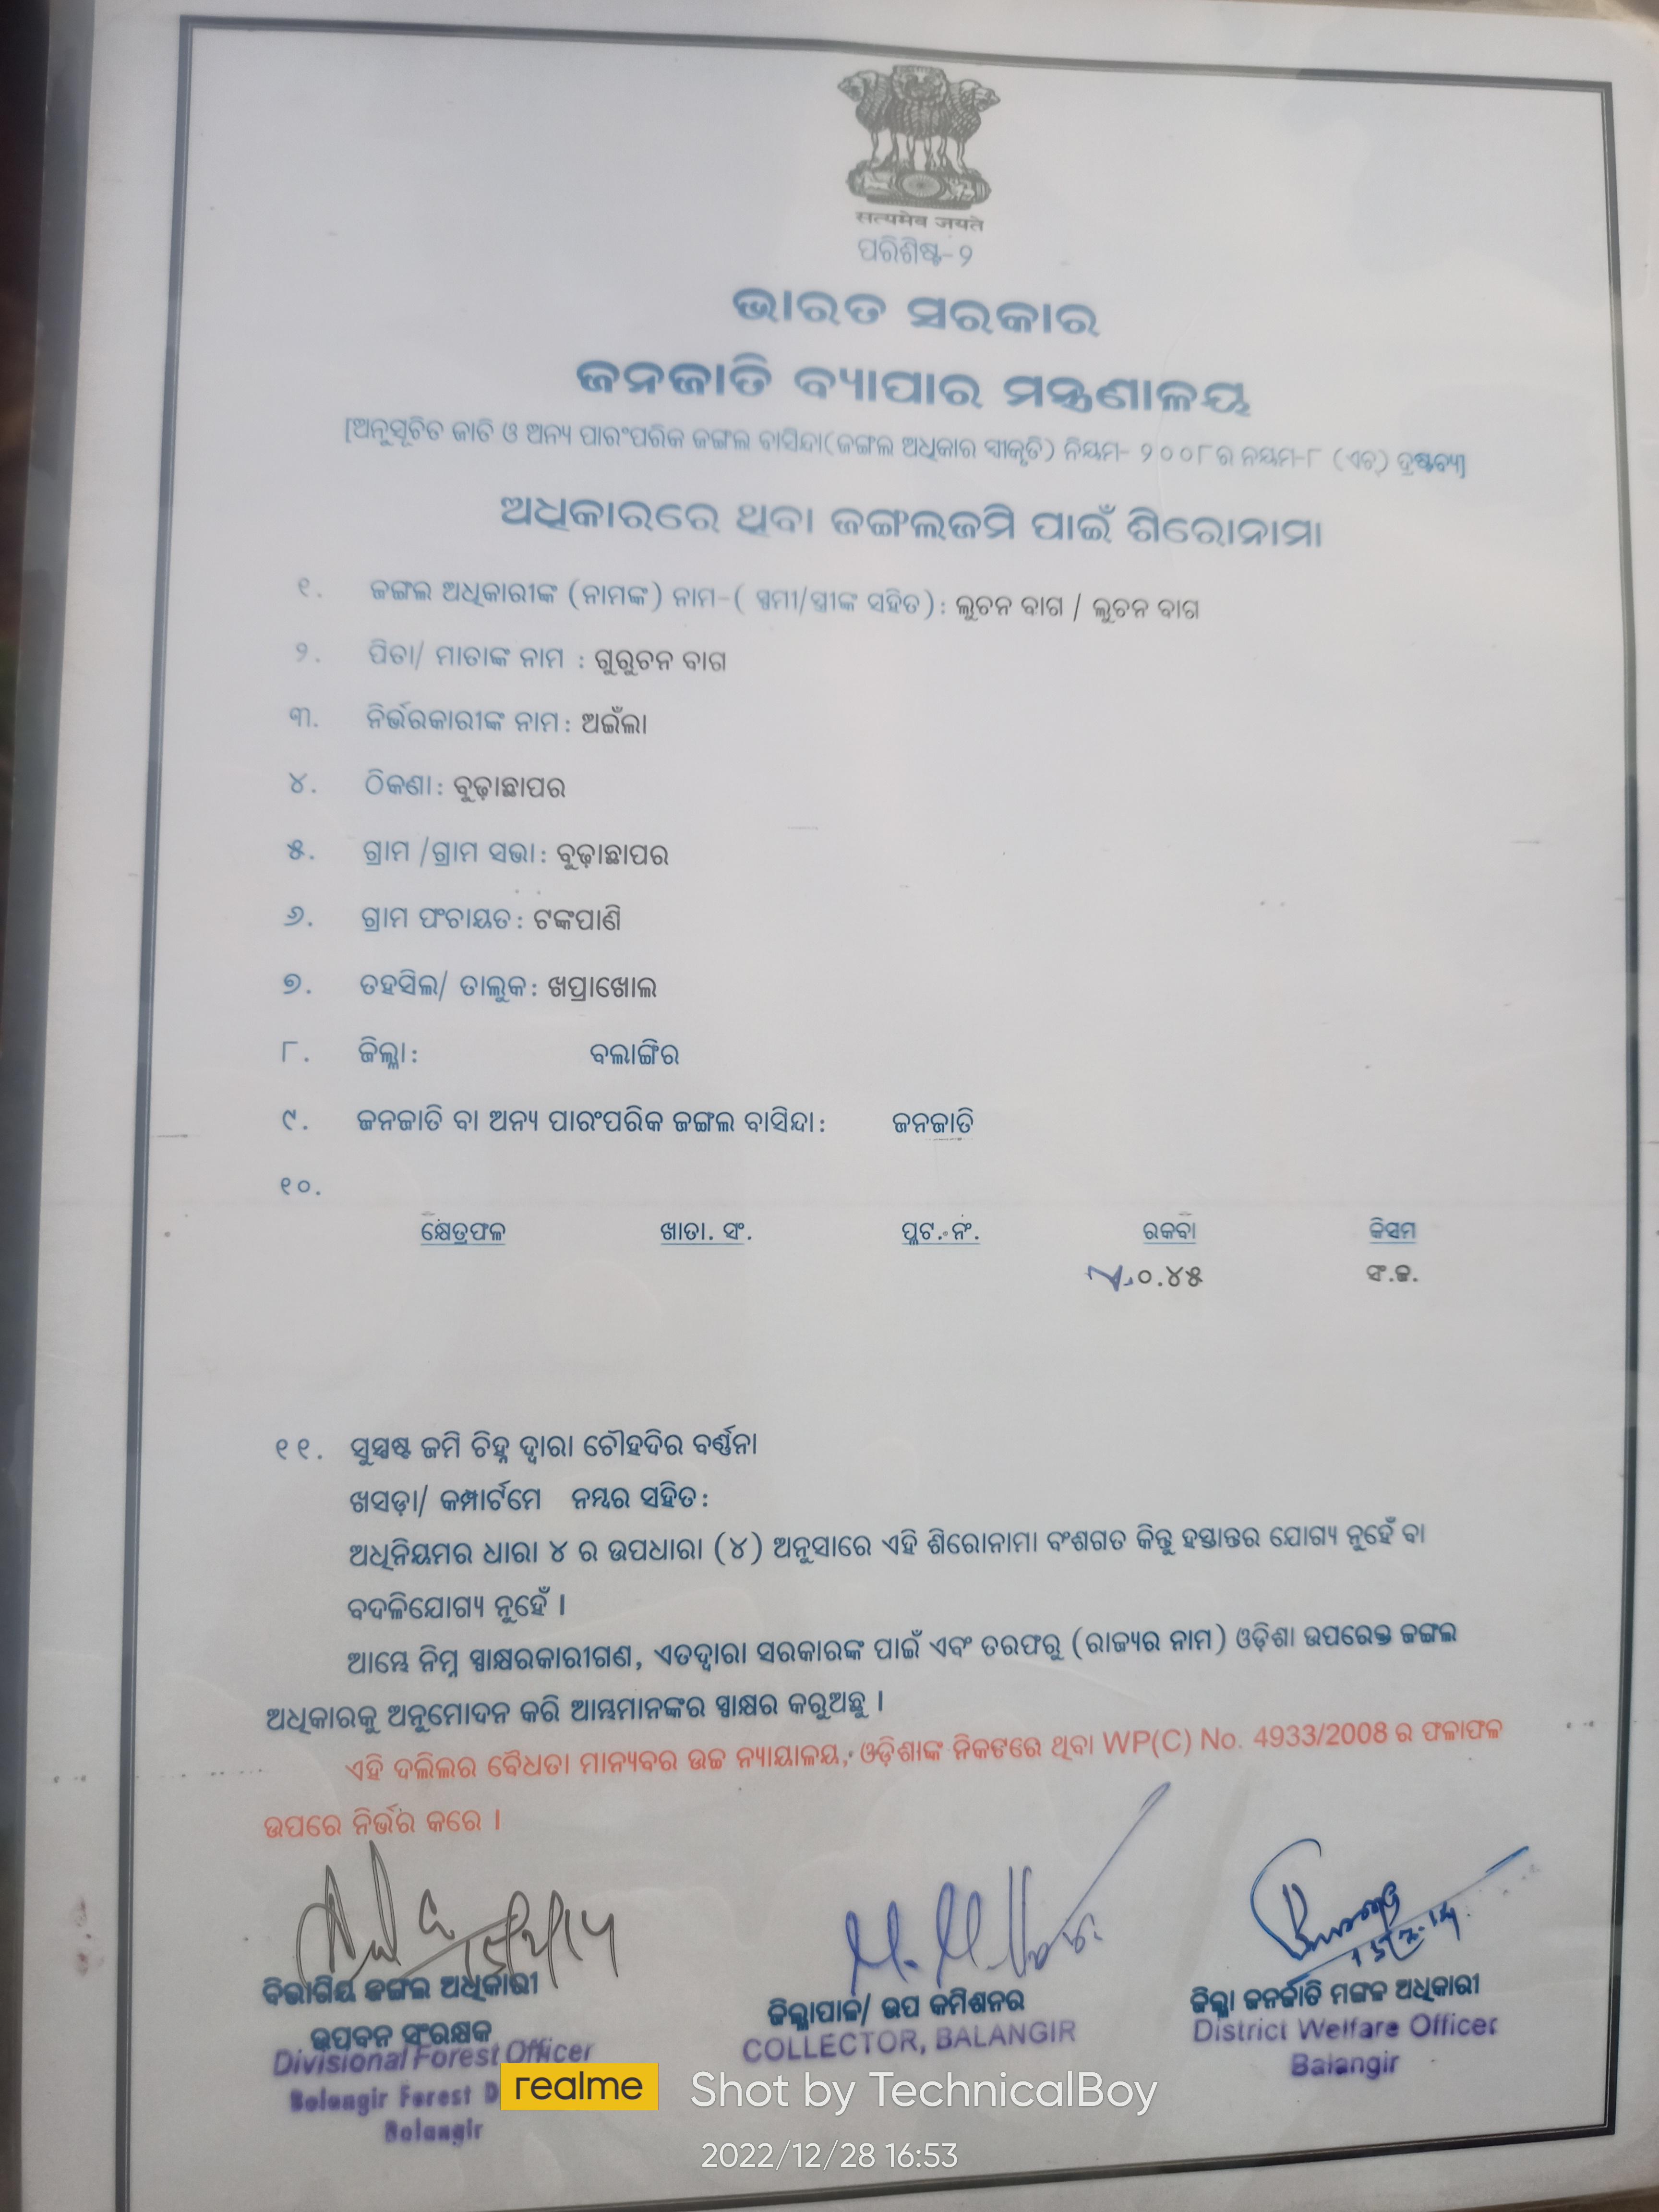 सत्यमेव जयते
ପରିଶିଷ୍ଟ-୨
ଭାରତ ସରକାର
ଜନଜାତି ବ୍ୟାପାର ମନ୍ତ୍ରଣାଳୟ
[ଅନୁସୂଚିତ ଜାତି ଓ ଅନ୍ୟ ପାରଂପରିକ ଜଙ୍ଗଲ ବାସିନ୍ଦା(ଜଙ୍ଗଲ ଅଧିକାର ସ୍ୱୀକୃତି) ନିୟମ- ୨୦୦୮ ର ନୟମ-୮ (ଏଚ୍) ଦ୍ରଷ୍ଟବ୍ୟ]
ଅଧିକାରରେ ଥିବା ଜଙ୍ଗଲଜମି ପାଇଁ ଶିରୋନାମା
୧. ଜଙ୍ଗଲ ଅଧିକାରୀଙ୍କ (ନାମଙ୍କ) ନାମ-( ସ୍ୱମୀ/ସ୍ତ୍ରୀଙ୍କ ସହିତ): ଲୁଚନ ବାଗ / ଲୁଚନ ବାଗ
୨. ପିତା/ ମାତାଙ୍କ ନାମ : ଗୁରୁଚନ ବାଗ
୩. ନିର୍ଭରକାରୀଙ୍କ ନାମ: ଅଇଁଲା
୪. ଠିକଣା: ବୁଢ଼ାଛାପର
୫. ଗ୍ରାମ /ଗ୍ରାମ ସଭା: ବୁଢ଼ାଛାପର
୬. ଗ୍ରାମ ପଂଚାୟତ: ଟଙ୍କପାଣି
୭. ତହସିଲ/ ତାଲୁକ: ଖପ୍ରାଖୋଲ
୮. ଜିଲ୍ଲା: ବଲାଙ୍ଗିର
୯. ଜନଜାତି ବା ଅନ୍ୟ ପାରଂପରିକ ଜଙ୍ଗଲ ବାସିନ୍ଦା: ଜନଜାତି
୧୦.
କ୍ଷେତ୍ରଫଳ ଖାତା. ସଂ. ପ୍ଲଟ. ନଂ. ରକବା କିସମ
୦.୪୫ ସଂ.ଜ.
୧୧. ସୁସ୍ପଷ୍ଟ ଜମି ଚିହ୍ନ ଦ୍ୱାରା ଚୌହଦିର ବର୍ଣ୍ଣନା
ଖସଡ଼ା/ କମ୍ପାର୍ଟମେ ନମ୍ବର ସହିତ:
ଅଧିନିୟମର ଧାରା ୪ ର ଉପଧାରା (୪) ଅନୁସାରେ ଏହି ଶିରୋନାମା ବଂଶଗତ କିନ୍ତୁ ହସ୍ତାନ୍ତର ଯୋଗ୍ୟ ନୁହେଁ ବା
ବଦଳିଯୋଗ୍ୟ ନୁହେଁ ।
ଆମ୍ଭେ ନିମ୍ନ ସ୍ୱାକ୍ଷରକାରୀଗଣ, ଏତଦ୍ୱାରା ସରକାରଙ୍କ ପାଇଁ ଏବଂ ତରଫରୁ (ରାଜ୍ୟର ନାମ) ଓଡ଼ିଶା ଉପରୋକ୍ତ ଜଙ୍ଗଲ
ଅଧିକାରକୁ ଅନୁମୋଦନ କରି ଆମ୍ଭମାନଙ୍କର ସ୍ୱାକ୍ଷର କରୁଅଛୁ ।
ଏହି ଦଲିଲର ବୈଧତା ମାନ୍ୟବର ଉଚ୍ଚ ନ୍ୟାୟାଳୟ, ଓଡ଼ିଶାଙ୍କ ନିକଟରେ ଥିବା WP(C) No. 4933/2008 ର ଫଳାଫଳ
ଉପରେ ନିର୍ଭର କରେ ।
ବିଭାଗିୟ ଜଙ୍ଗଲ ଅଧିକାରୀ
ଉପବନ ସଂରକ୍ଷକ
Divisional Forest Officer
Bolangir Forest D
Bolangir
ଜିଲ୍ଲାପାଳ/ ଉପ କମିଶନର
COLLECTOR, BALANGIR
ଜିଲ୍ଲା ଜନଜାତି ମଙ୍ଗଳ ଅଧିକାରୀ
District Welfare Officer
Balangir
realme Shot by TechnicalBoy
2022/12/28 16:53